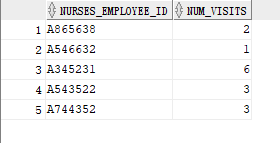 NURSES_EMPLOYEE_ID NUM_VISITS
1 A865638 2
2 A546632 1
3 A345231 6
4 A543522 3
5 A744352 3